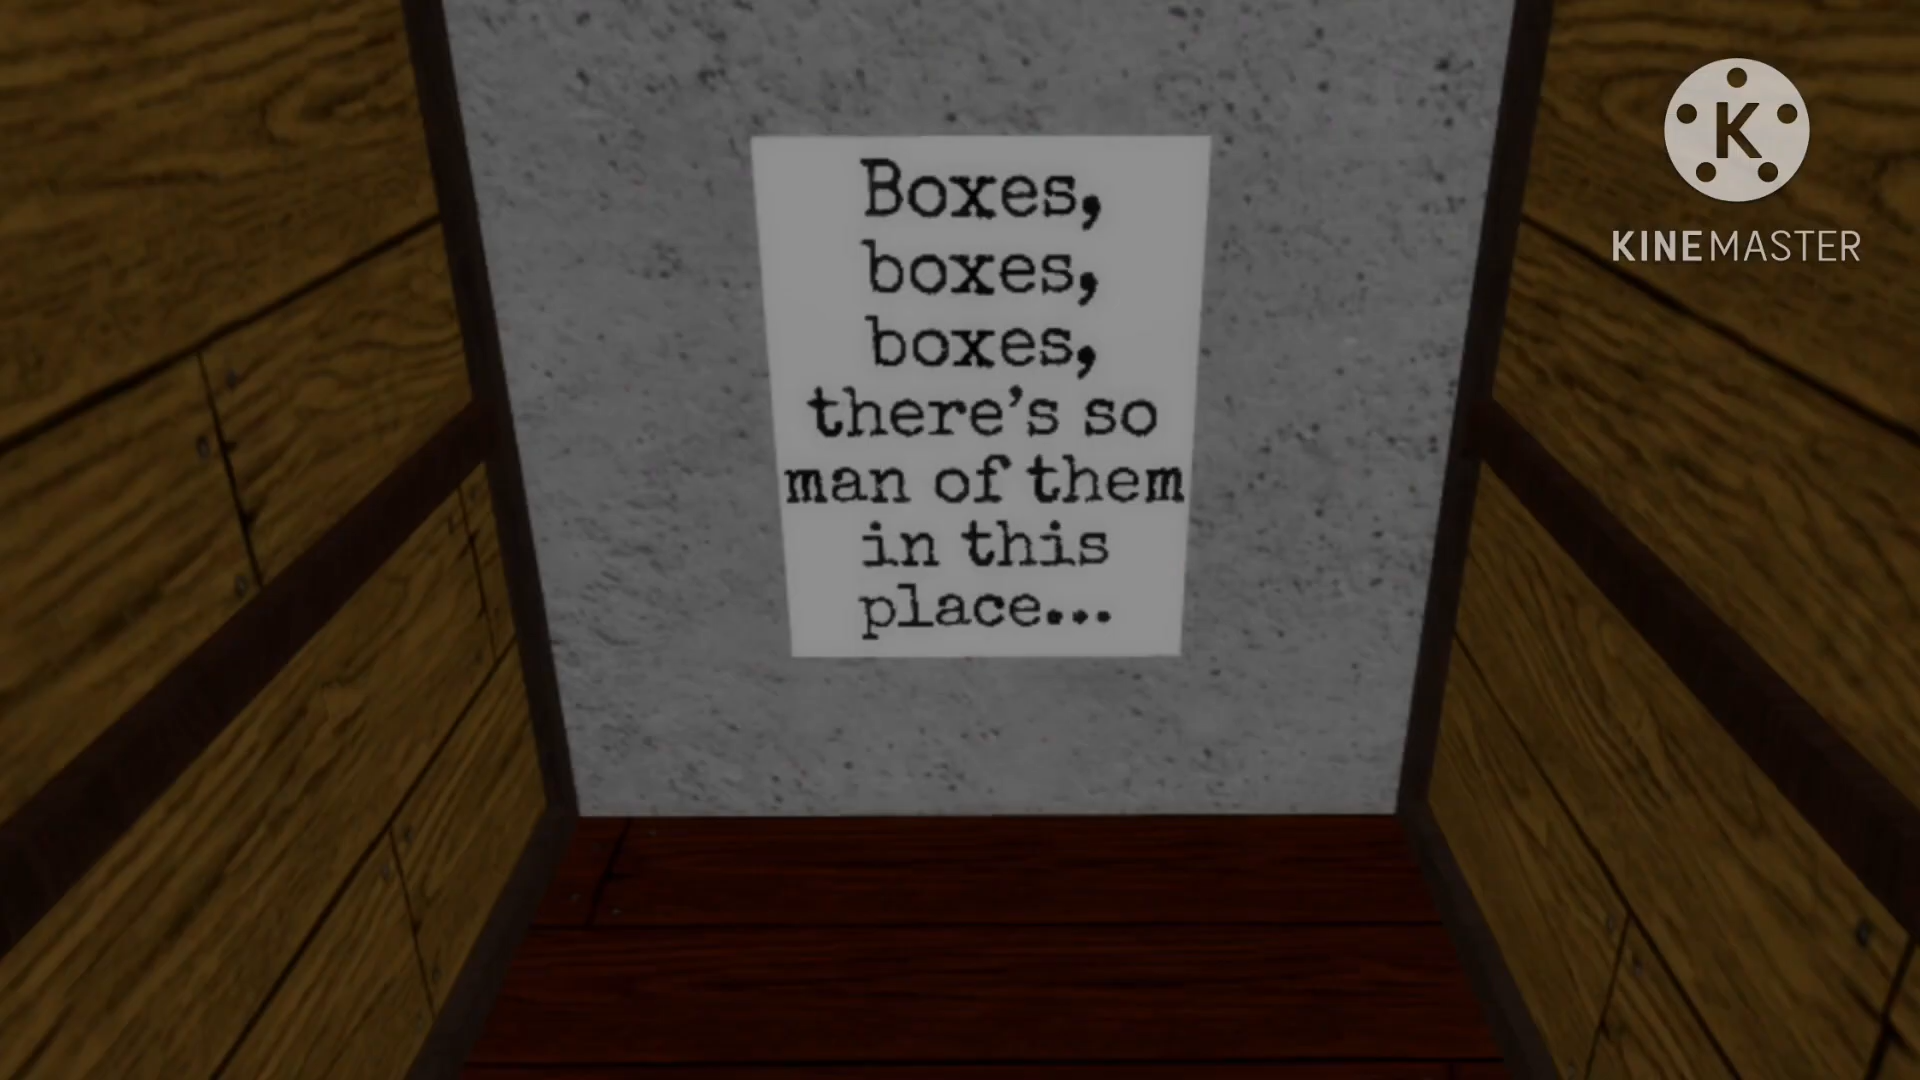 Boxes,
boxes,
boxes,
there's so
man of them
in this
place...
K
KINEMASTER